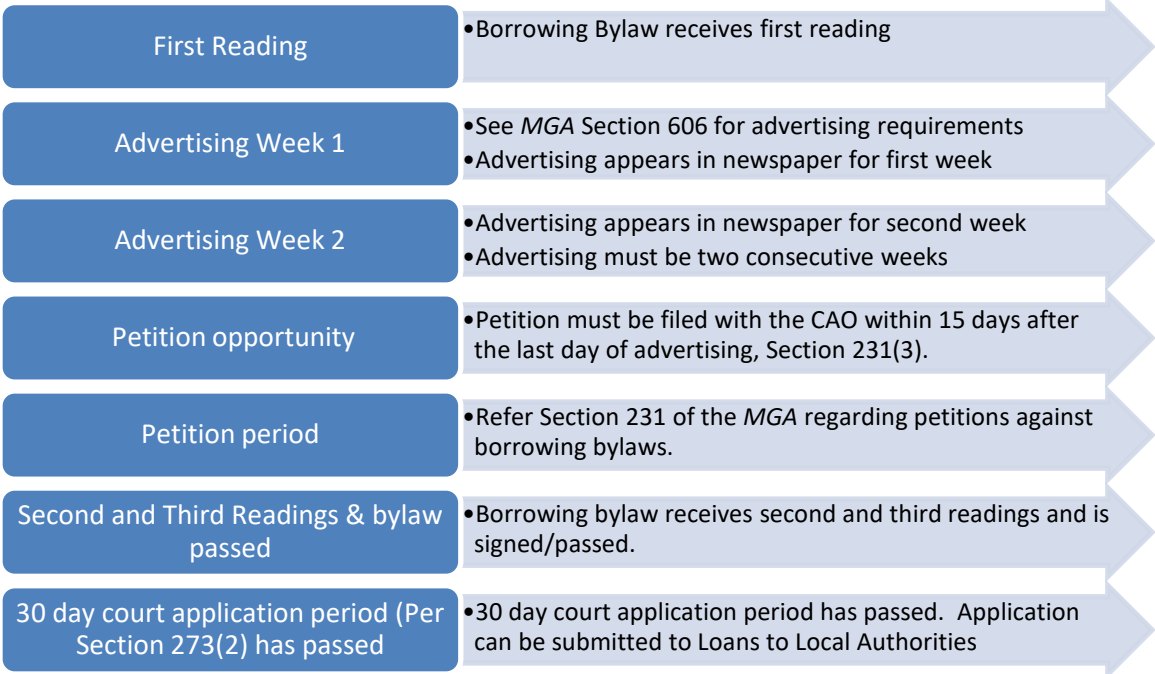 First Reading
•Borrowing Bylaw receives first reading
Advertising Week 1
•See MGA Section 606 for advertising requirements
•Advertising appears in newspaper for first week
Advertising Week 2
•Advertising appears in newspaper for second week
•Advertising must be two consecutive weeks
Petition opportunity
•Petition must be filed with the CAO within 15 days after
the last day of advertising, Section 231(3).
Petition period
•Refer Section 231 of the MGA regarding petitions against
borrowing bylaws.
Second and Third Readings & bylaw
passed
•Borrowing bylaw receives second and third readings and is
signed/passed.
30 day court application period (Per
Section 273(2) has passed
•30 day court application period has passed.  Application
can be submitted to Loans to Local Authorities